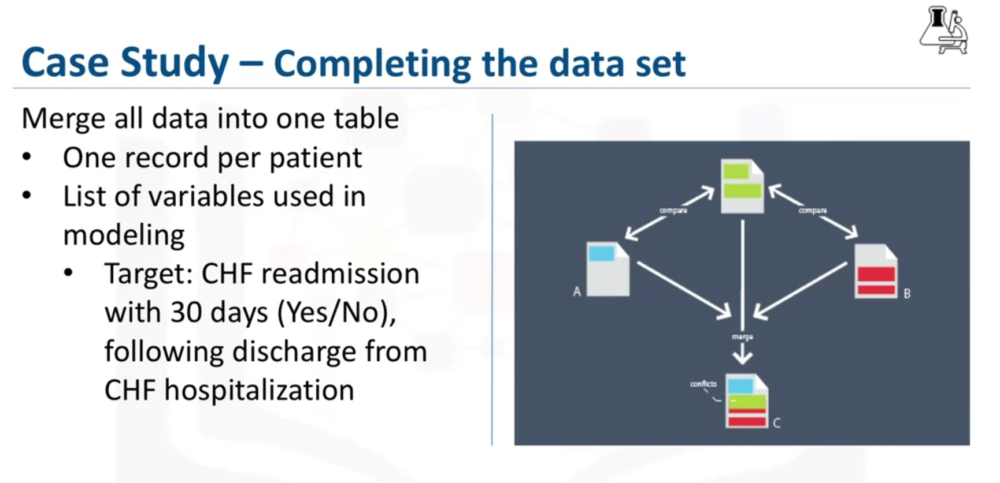 Case Study – Completing the data set
Merge all data into one table
• One record per patient
• List of variables used in
modeling
• Target: CHF readmission
with 30 days (Yes/No),
following discharge from
CHF hospitalization
compare
compare
A
B
merge
conflicts
C